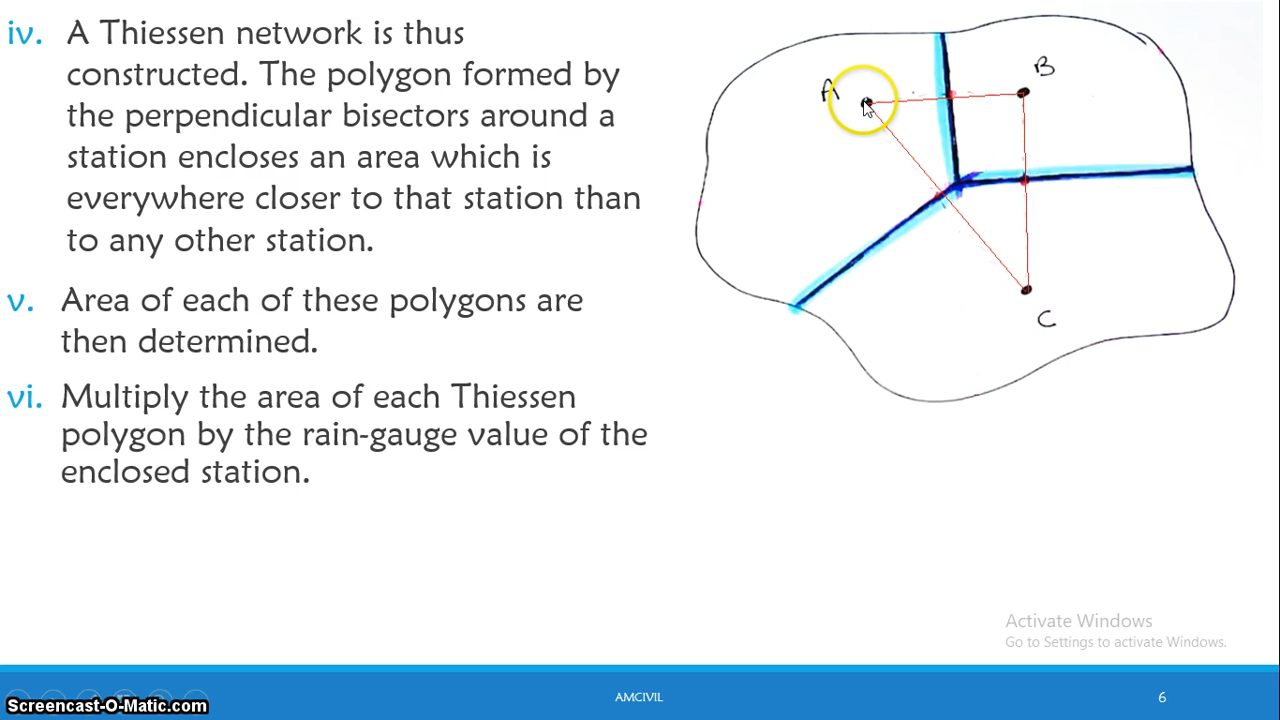 iv. A Thiessen network is thus
constructed. The polygon formed by
the perpendicular bisectors around a
station encloses an area which is
everywhere closer to that station than
to any other station.
v. Area of each of these polygons are
then determined.
vi. Multiply the area of each Thiessen
polygon by the rain-gauge value of the
enclosed station.
A
B
C
Activate Windows
Go to Settings to activate Windows.
Screencast-O-Matic.com
AMCIVIL
6